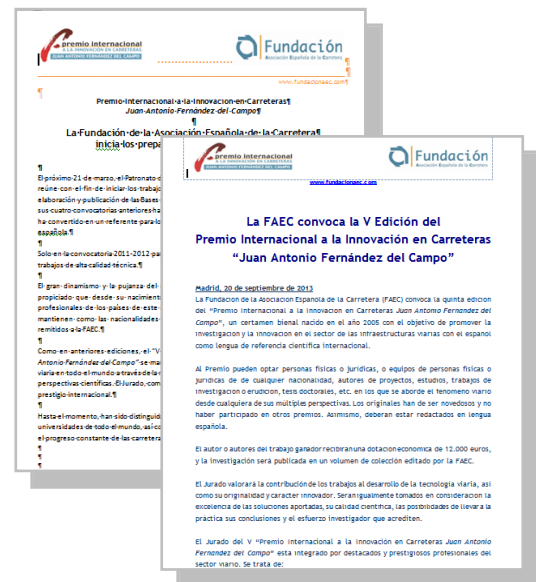 premio internacional
A LA INNOVACIÓN EN CARRETERAS
JUAN ANTONIO FERNÁNDEZ DEL CAMPO
Fundación
Asociación Española de la Carretera
www.fundacionaec.com¶
¶
Premio·Internacional·a·la·Innovación·en·Carreteras¶
Juan·Antonio·Fernández·del·Campo¶
¶
La·Fundación·de·la·Asociación·Española·de·la·Carretera¶
inicia·los·prepa
¶
El·próximo·21·de·marzo,·el·Patronato·d
reúne·con·el·fin·de·iniciar·los·trabajo
elaboración·y·publicación·de·las·Bases·
sus·cuatro·convocatorias·anteriores·ha
ha·convertido·en·un·referente·para·lo
española.¶
¶
Solo·en·la·convocatoria·2011-2012·pa
trabajos·de·alta·calidad·técnica.¶
¶
El·gran·dinamismo·y·la·pujanza·del·
propiciado·que·desde·su·nacimient
profesionales·de·los·países·de·este·
mantienen·como·las·nacionalidades·
remitidos·a·la·FAEC.¶
¶
Como·en·anteriores·ediciones,·el·"V·
Antonio·Fernández·del·Campo"·se·ma
viaria·en·todo·el·mundo·a·través·de·la·
perspectivas·científicas.·El·Jurado,·com
prestigio·internacional.¶
¶
Hasta·el·momento,·han·sido·distinguid
universidades·de·todo·el·mundo,·así·co
el·progreso·constante·de·las·carretera
¶
¶
¶
premio internacional
A LA INNOVACIÓN EN CARRETERAS
JUAN ANTONIO FERNÁNDEZ DEL CAMPO
Fundación
Asociación Española de la Carretera
www.fundacionaec.com
La FAEC convoca la V Edición del
Premio Internacional a la Innovación en Carreteras
“Juan Antonio Fernández del Campo”
Madrid, 20 de septiembre de 2013
La Fundación de la Asociación Española de la Carretera (FAEC) convoca la quinta edición
del “Premio Internacional a la Innovación en Carreteras Juan Antonio Fernández del
Campo”, un certamen bienal nacido en el año 2005 con el objetivo de promover la
investigación y la innovación en el sector de las infraestructuras viarias con el español
como lengua de referencia científica internacional.
Al Premio pueden optar personas físicas o jurídicas, o equipos de personas físicas o
jurídicas de de cualquier nacionalidad, autores de proyectos, estudios, trabajos de
investigación o erudición, tesis doctorales, etc. en los que se aborde el fenómeno viario
desde cualquiera de sus múltiples perspectivas. Los originales han de ser novedosos y no
haber participado en otros premios. Asimismo, deberán estar redactados en lengua
española.
El autor o autores del trabajo ganador recibirán una dotación económica de 12.000 euros,
y la investigación será publicada en un volumen de colección editado por la FAEC.
El Jurado valorará la contribución de los trabajos al desarrollo de la tecnología viaria, así
como su originalidad y carácter innovador. Serán igualmente tomados en consideración la
excelencia de las soluciones aportadas, su calidad científica, las posibilidades de llevar a la
práctica sus conclusiones y el esfuerzo investigador que acrediten.
El Jurado del V “Premio Internacional a la Innovación en Carreteras Juan Antonio
Fernández del Campo” está integrado por destacados y prestigiosos profesionales del
sector viario. Se trata de: